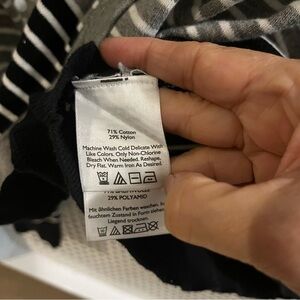 71% Cotton
29% Nylon
Machine Wash Cold Delicate With
Like Colors. Only Non-Chlorine
Bleach When Needed. Reshape,
Dry Flat. Warm Iron As Desired.
29% POLYAMID
Mit ähnlichen Farben waschen. In
feuchtem Zustand in Form ziehen.
Liegend trocknen.